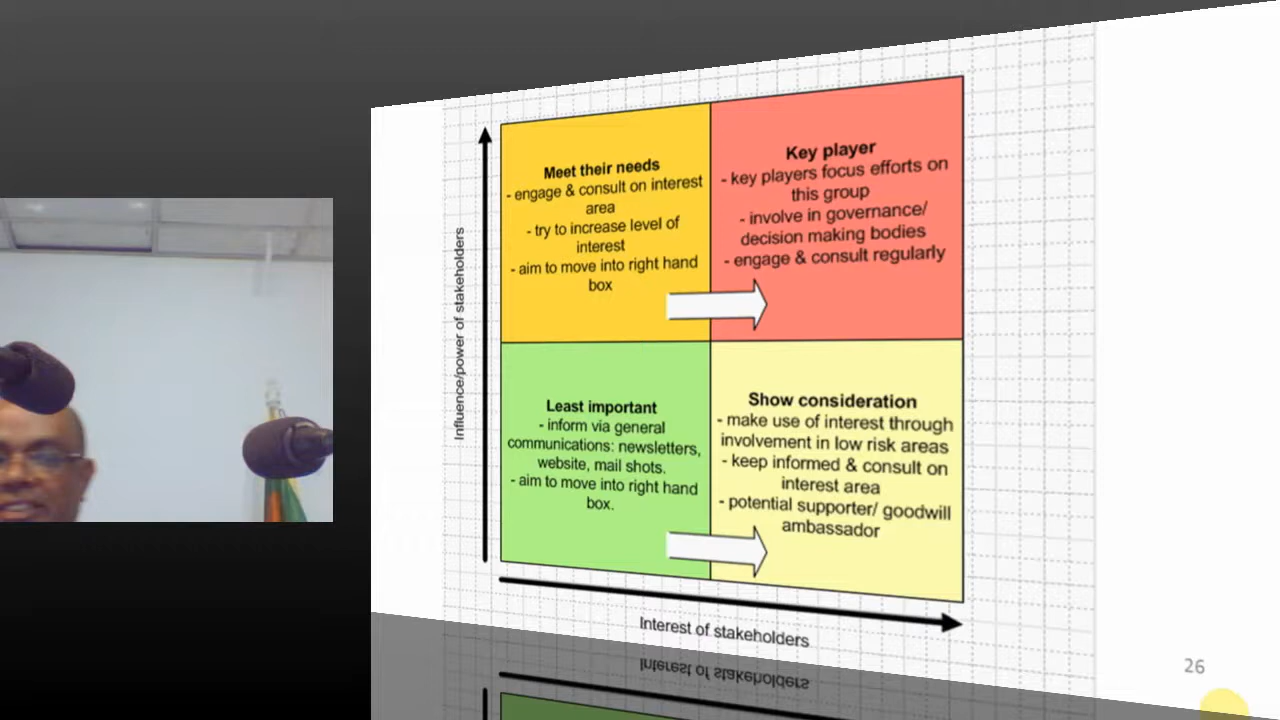 Influence/power of stakeholders
Meet their needs
- engage & consult on interest
area
- try to increase level of
interest
- aim to move into right hand
box
Key player
- key players focus efforts on
this group
- involve in governance/
decision making bodies
- engage & consult regularly
Least important
- inform via general
communications: newsletters,
website, mail shots.
- aim to move into right hand
box.
Show consideration
- make use of interest through
involvement in low risk areas
- keep informed & consult on
interest area
- potential supporter/ goodwill
ambassador
Interest of stakeholders
Interest of stakeholders
26